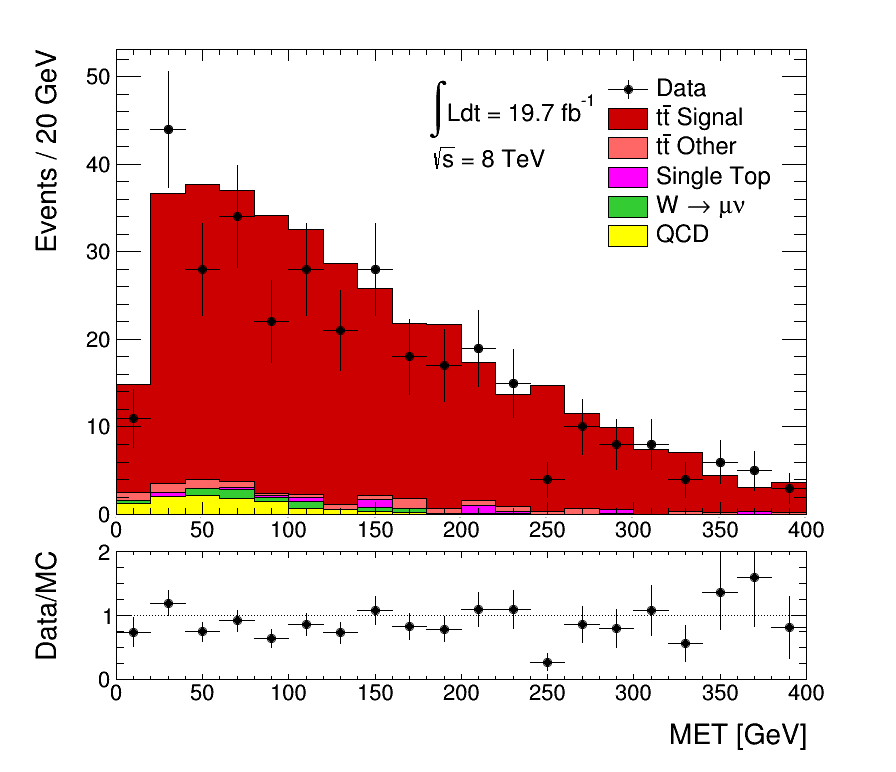 Events / 20 GeV
50
40
30
20
10
0
∫Ldt = 19.7 fb⁻¹
√s = 8 TeV
Data
tt̄ Signal
tt̄ Other
Single Top
W → μν
QCD
0 50 100 150 200 250 300 350 400
Data/MC
2
1
0
0 50 100 150 200 250 300 350 400
MET [GeV]